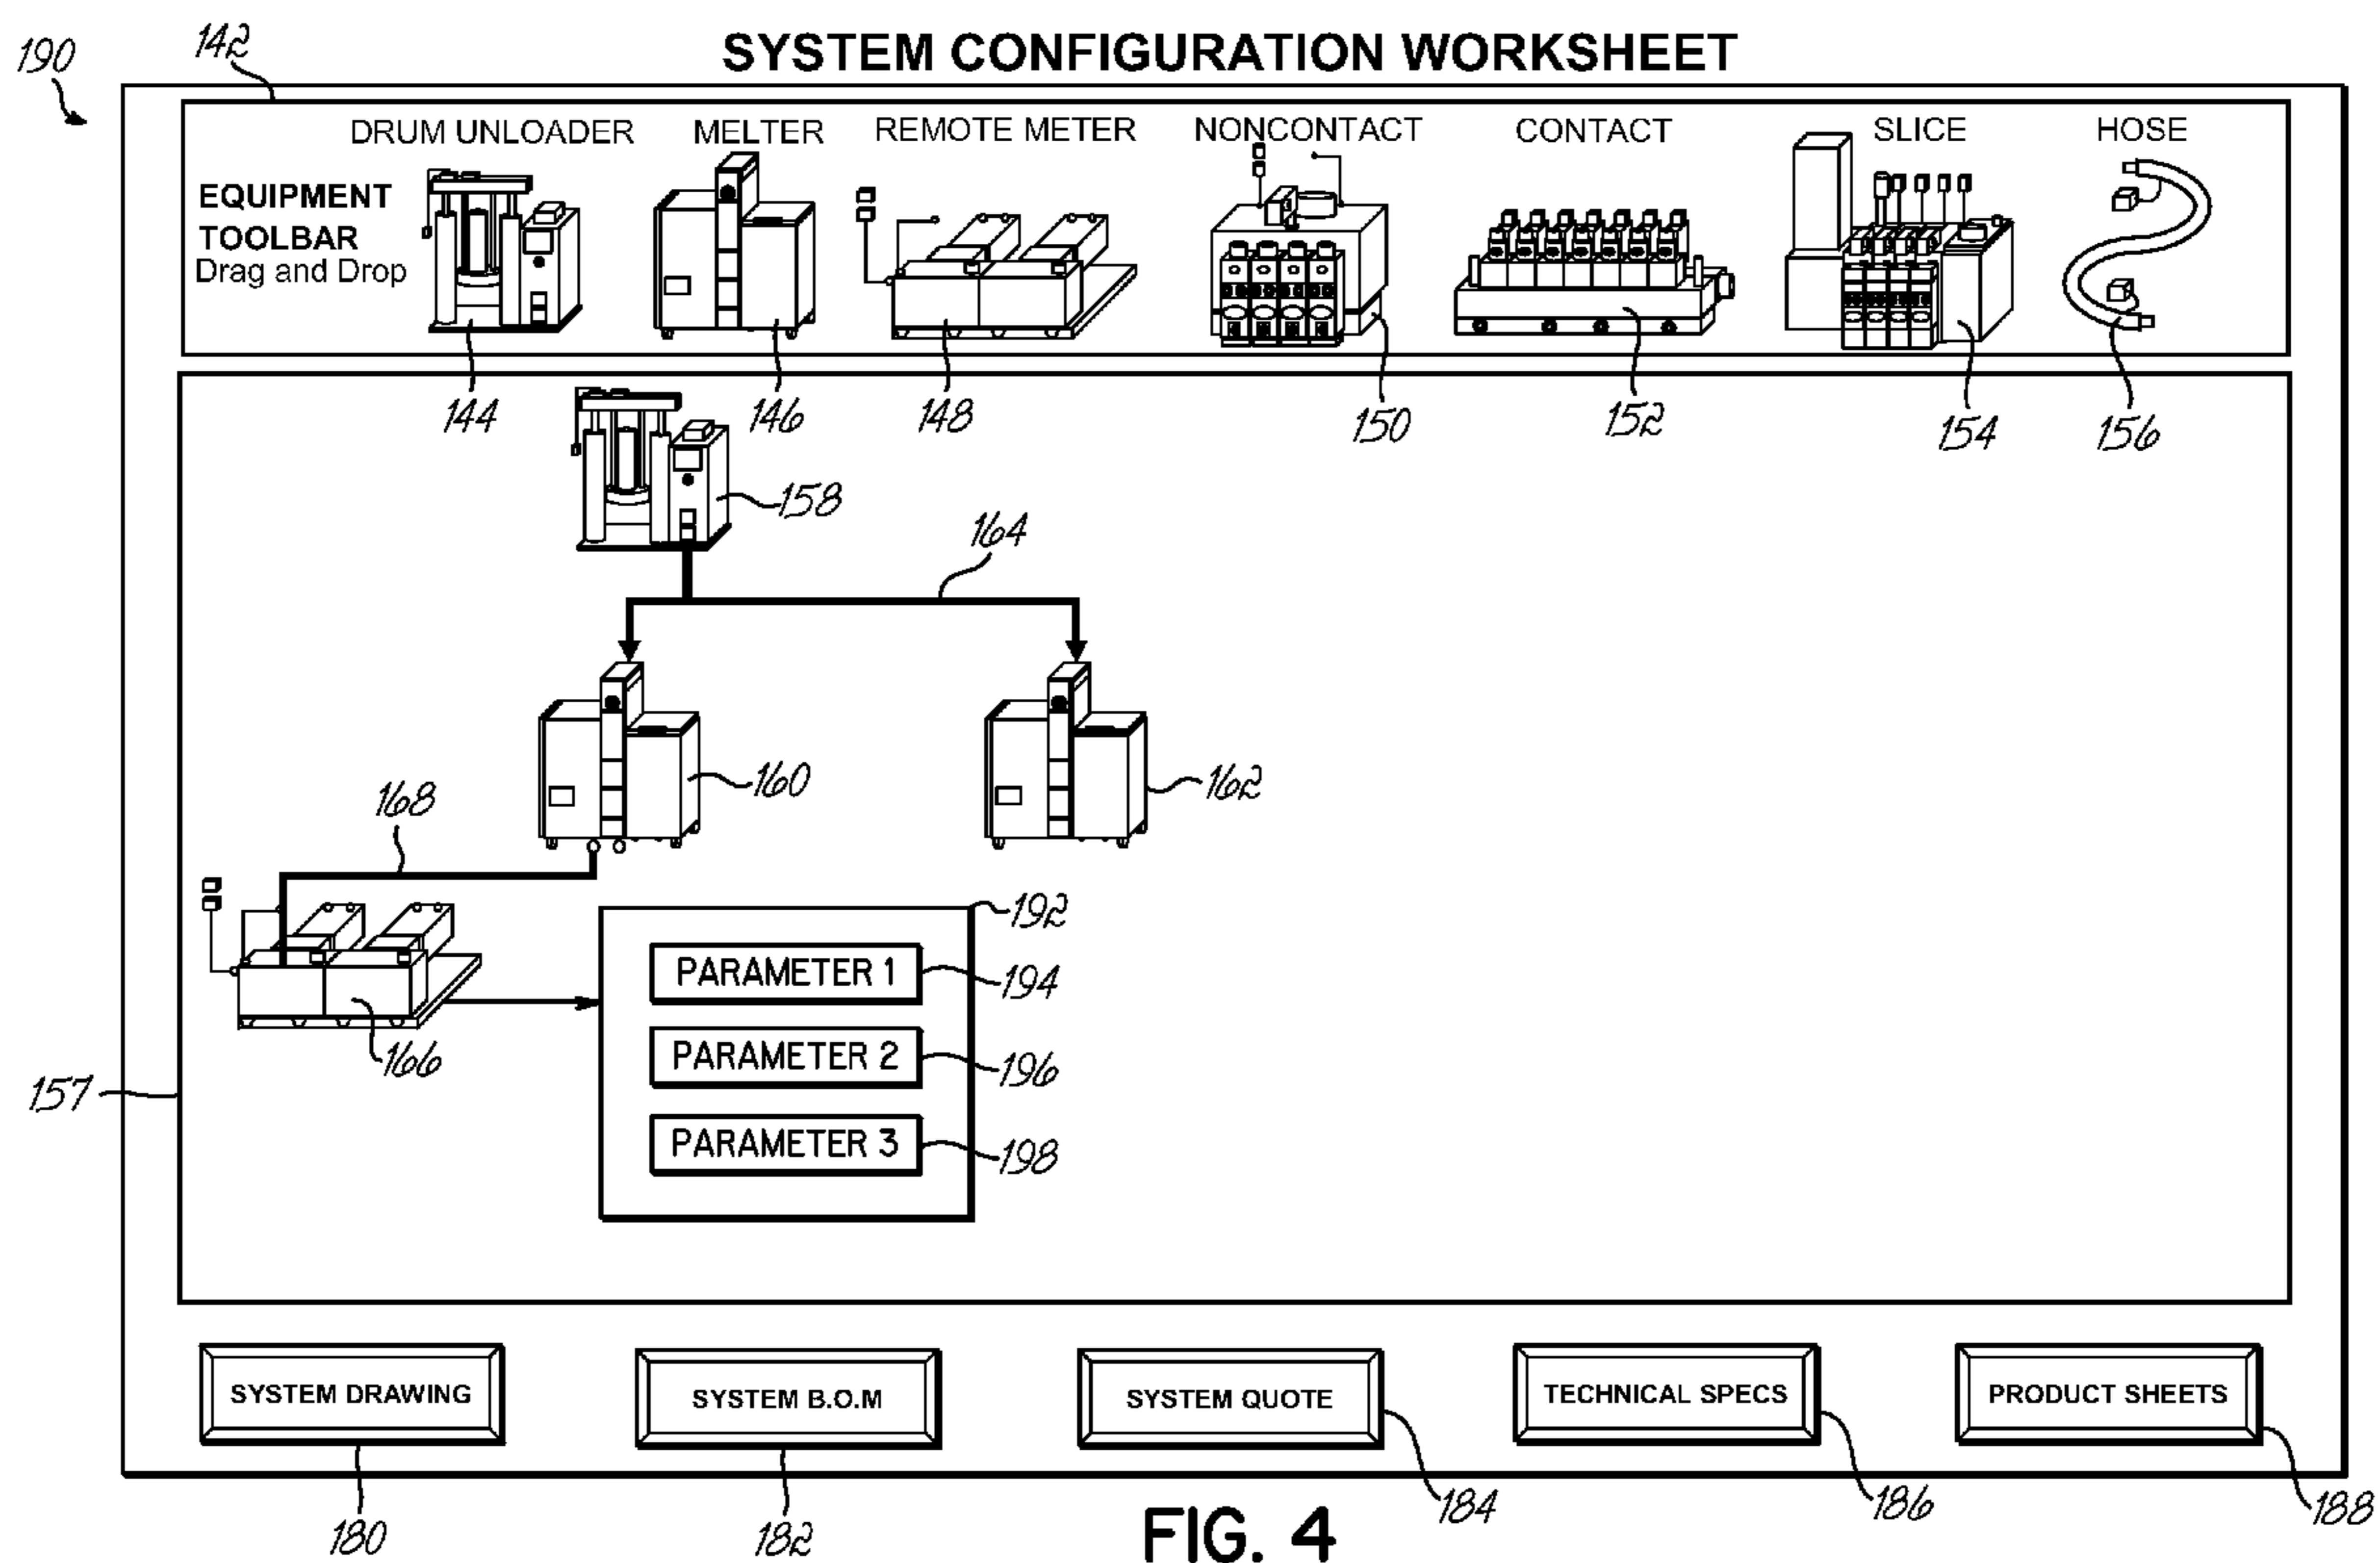 SYSTEM CONFIGURATION WORKSHEET
190
142
DRUM UNLOADER MELTER REMOTE METER NONCONTACT CONTACT SLICE HOSE
EQUIPMENT
TOOLBAR
Drag and Drop
144 146 148 150 152 154 156
158
164
160
162
168
192
PARAMETER 1
194
166
PARAMETER 2
196
157
PARAMETER 3
198
SYSTEM DRAWING SYSTEM B.O.M SYSTEM QUOTE TECHNICAL SPECS PRODUCT SHEETS
180 182 184 186 188
FIG. 4